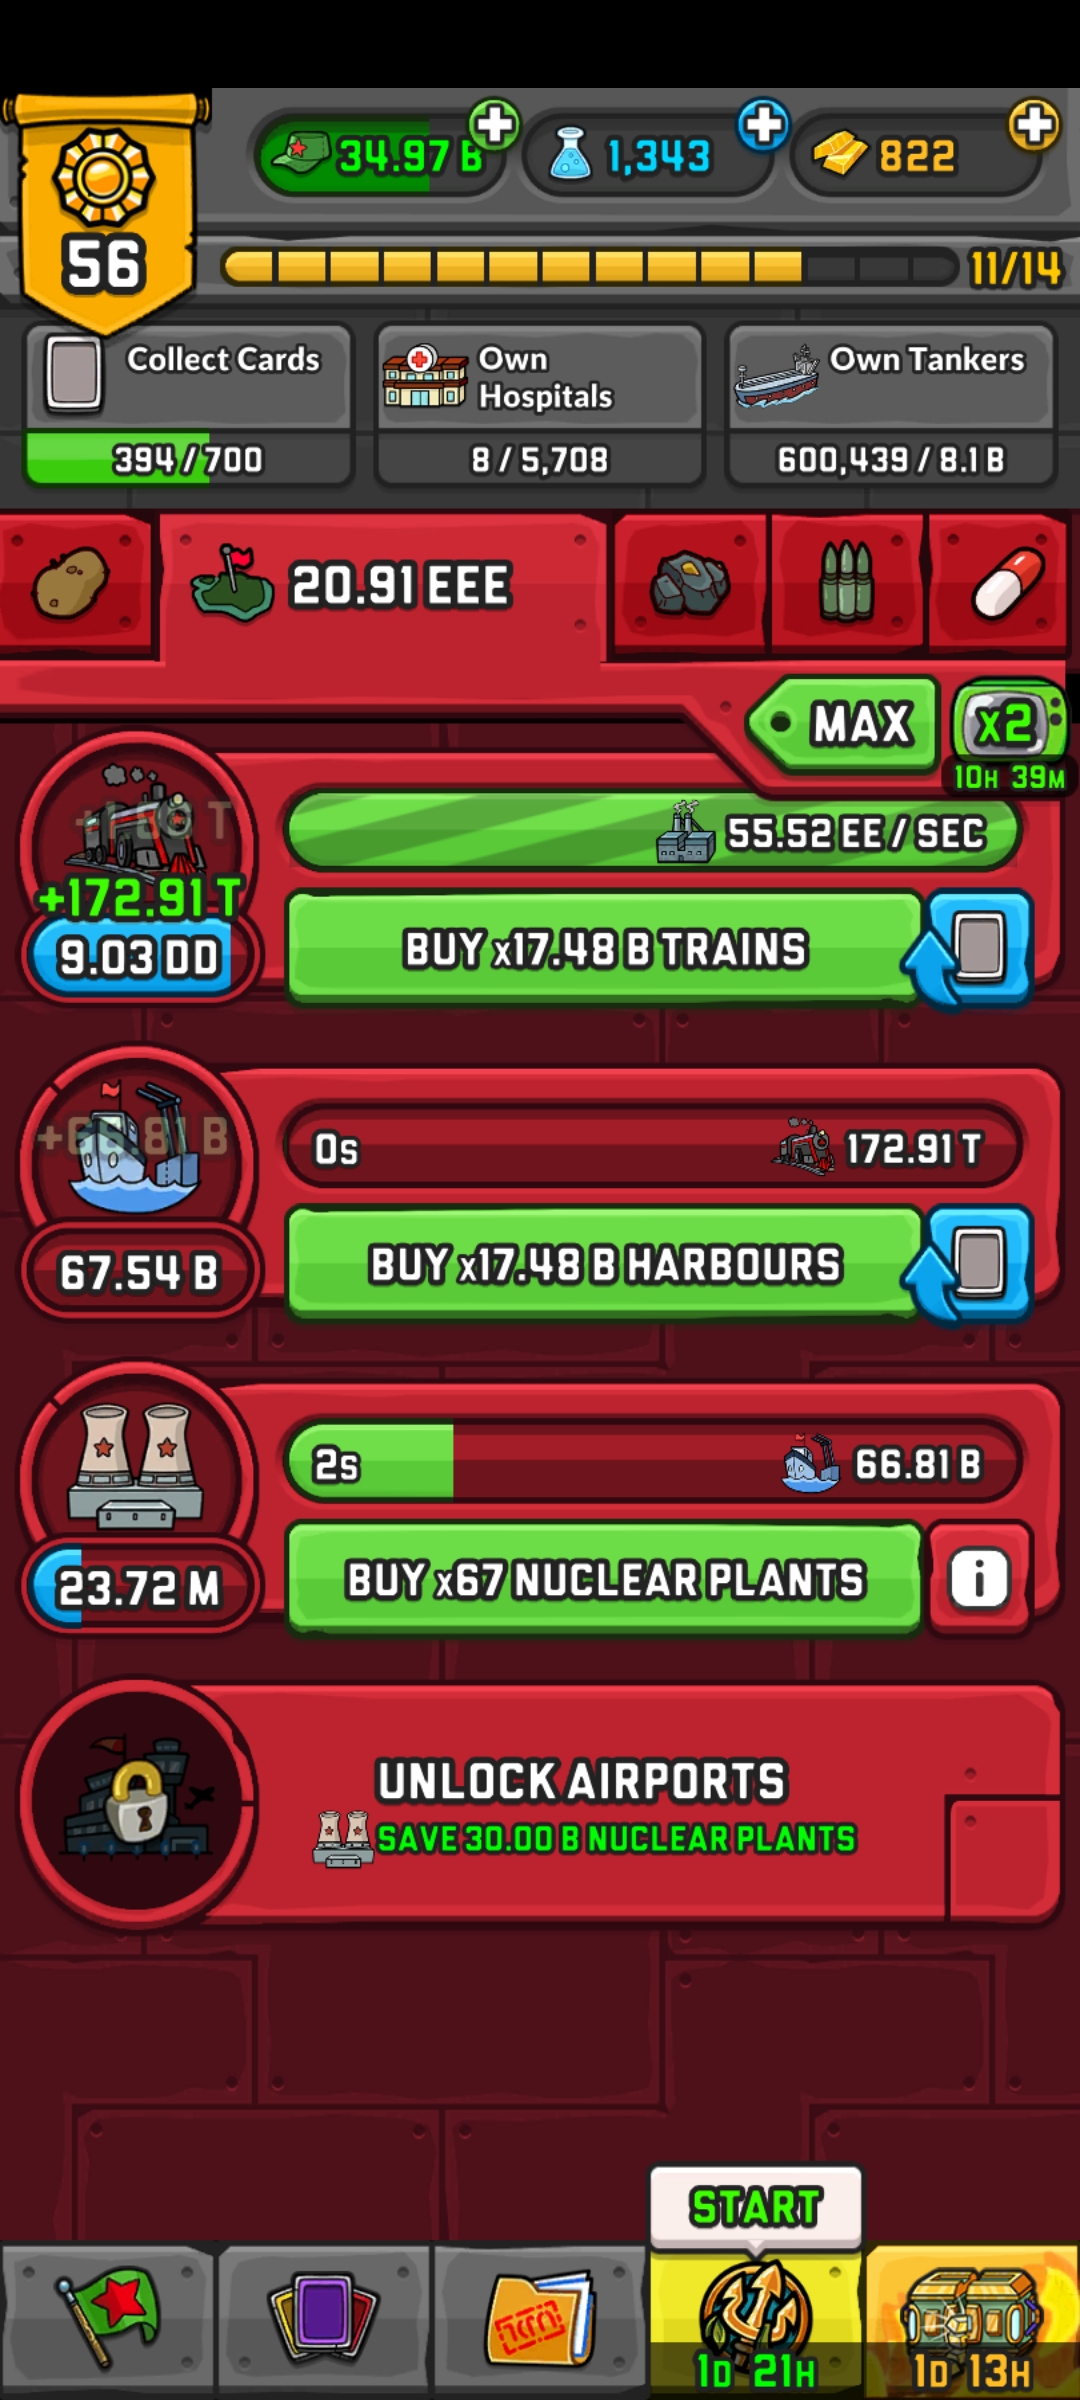 34.97 B
1,343
822
56
11/14
Collect Cards
Own
Hospitals
Own Tankers
394 / 700
8 / 5,708
600,439 / 8.1 B
20.91 EEE
MAX
x2
10H 39M
55.52 EE / SEC
+172.91 T
9.03 DD
BUY x17.48 B TRAINS
+66.81 B
0s
172.91 T
67.54 B
BUY x17.48 B HARBOURS
2s
66.81 B
23.72 M
BUY x67 NUCLEAR PLANTS
i
UNLOCK AIRPORTS
SAVE 30.00 B NUCLEAR PLANTS
START
1D 21H
1D 13H